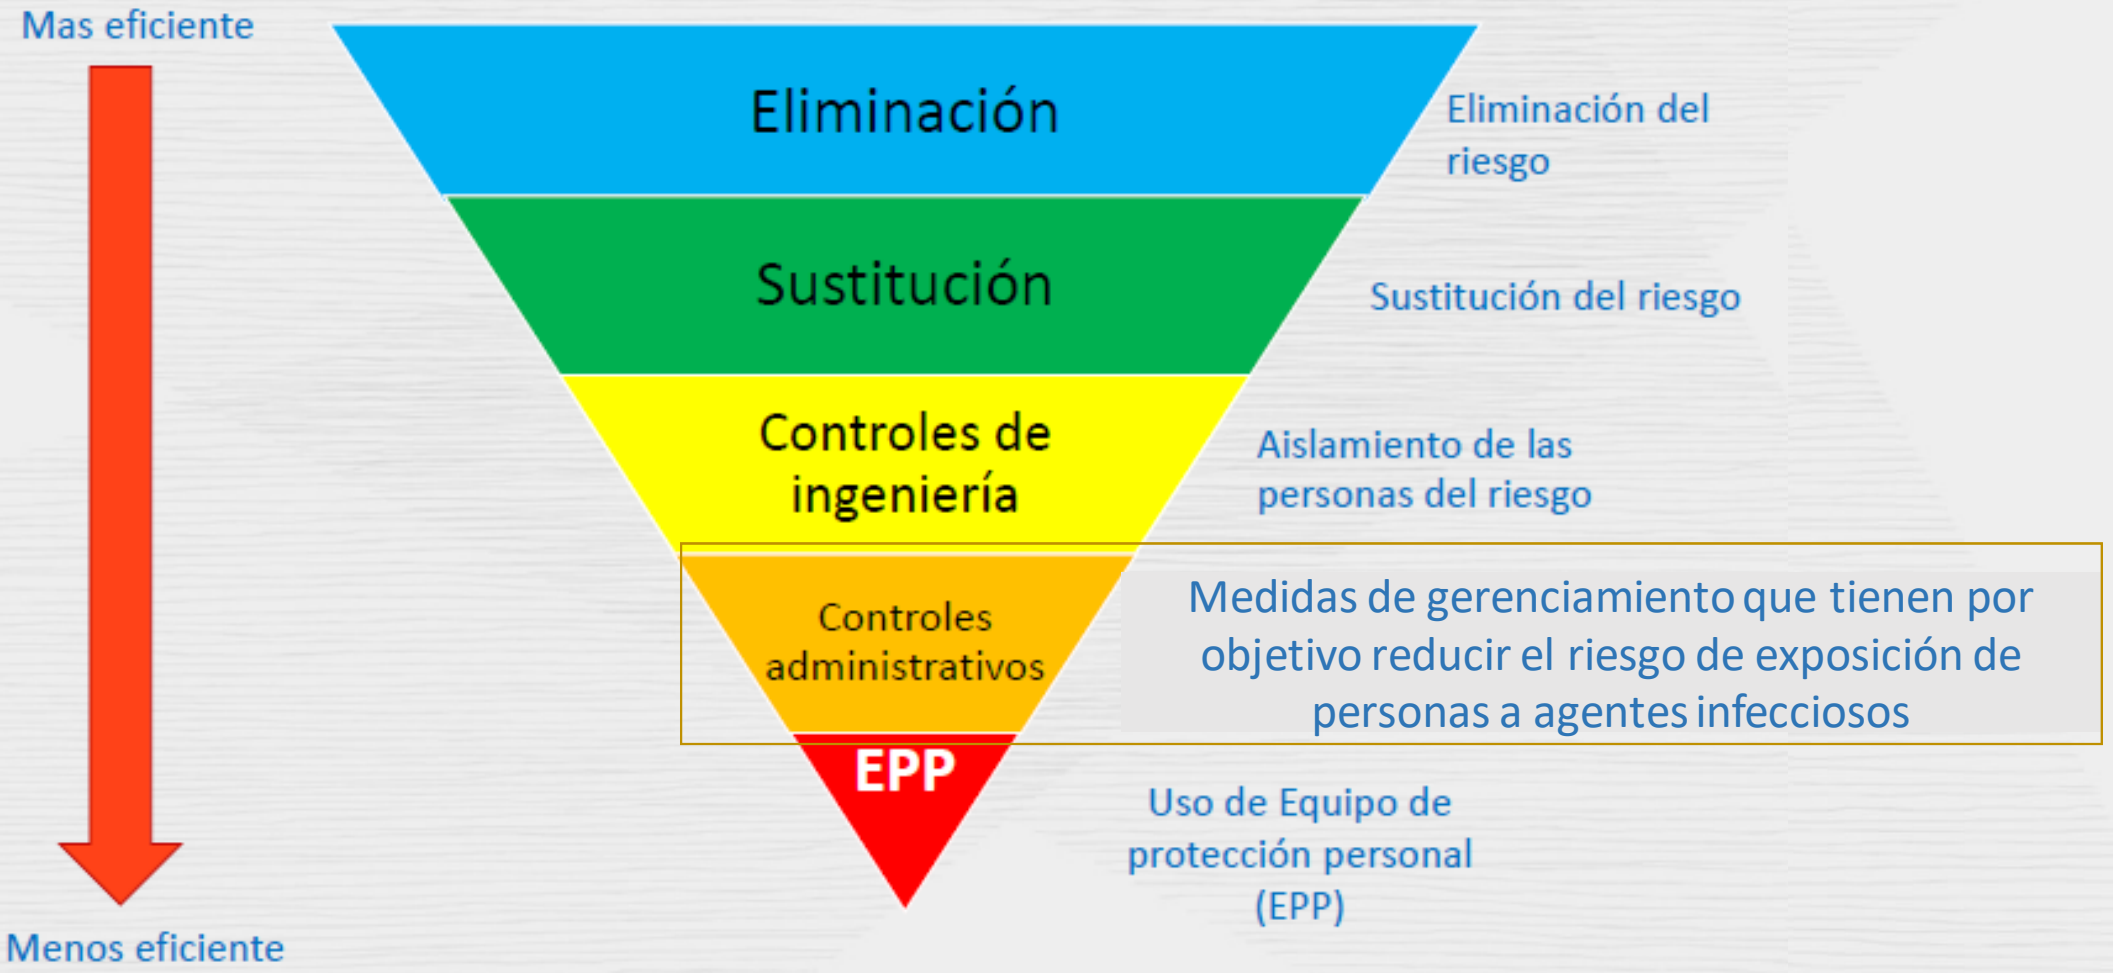 Mas eficiente
Eliminación
Eliminación del
riesgo
Sustitución
Sustitución del riesgo
Controles de
ingeniería
Aislamiento de las
personas del riesgo
Controles
administrativos
Medidas de gerenciamiento que tienen por
objetivo reducir el riesgo de exposición de
personas a agentes infecciosos
EPP
Uso de Equipo de
protección personal
(EPP)
Menos eficiente